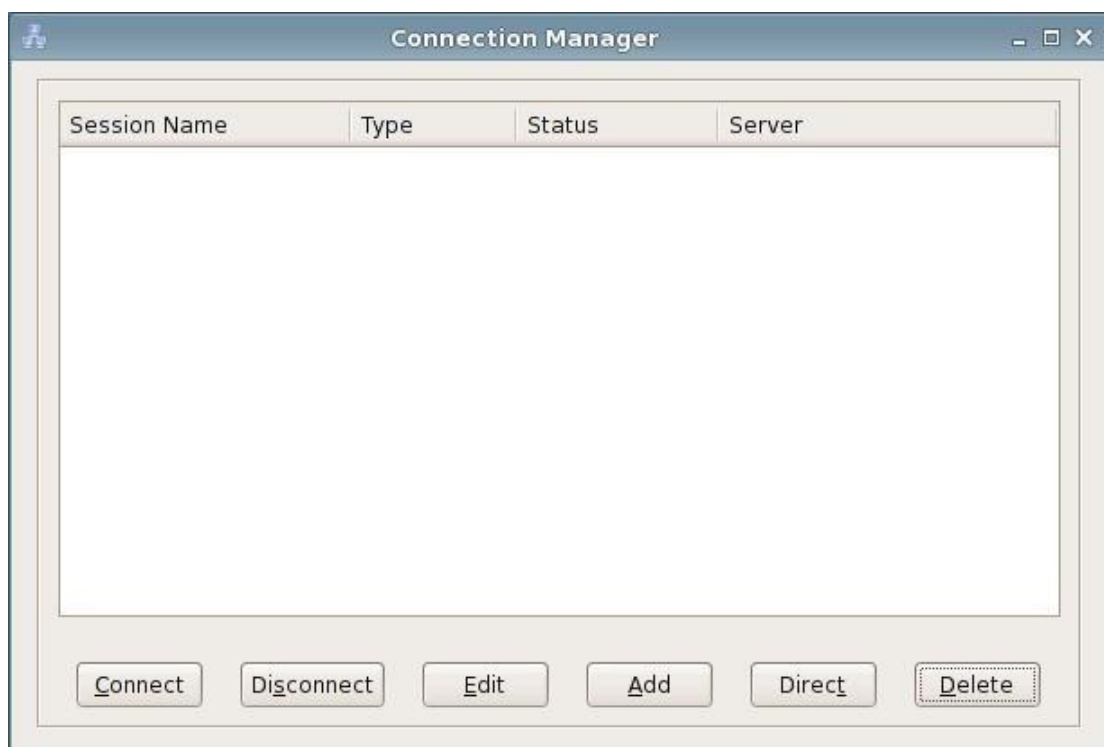 Connection Manager
Session Name Type Status Server
Connect Disconnect Edit Add Direct Delete